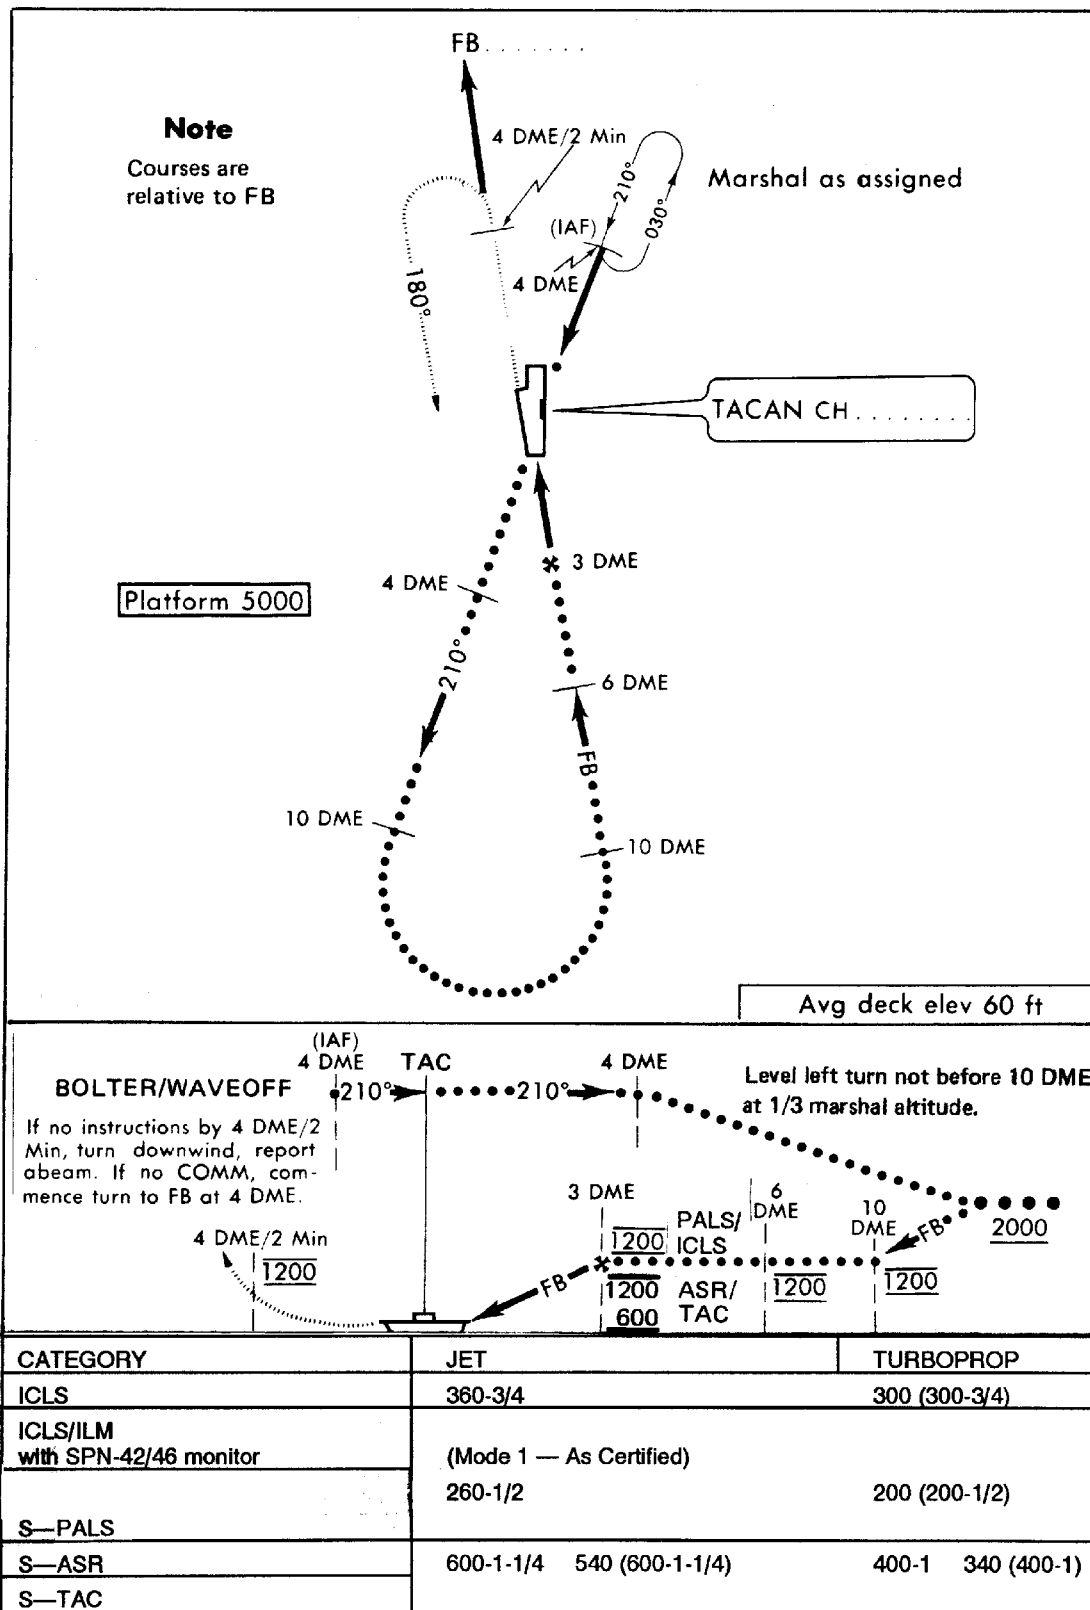 FB . . . . . . .
Note
Courses are
relative to FB
4 DME/2 Min
210°
030°
Marshal as assigned
(IAF)
4 DME
180°
TACAN CH . . . . . . .
3 DME
4 DME
Platform 5000
210°
6 DME
FB
10 DME
10 DME
Avg deck elev 60 ft
(IAF)
4 DME
TAC
4 DME
BOLTER/WAVEOFF
210°
210°
Level left turn not before 10 DME
at 1/3 marshal altitude.
If no instructions by 4 DME/2
Min, turn downwind, report
abeam. If no COMM, com-
mence turn to FB at 4 DME.
3 DME
6
DME
10
DME
FB
2000
4 DME/2 Min
1200
1200
PALS/
ICLS
FB
1200
600
ASR/
TAC
1200
1200
CATEGORY JET TURBOPROP
ICLS 360-3/4 300 (300-3/4)
ICLS/ILM
with SPN-42/46 monitor (Mode 1 — As Certified)
260-1/2 200 (200-1/2)
S—PALS
S—ASR 600-1-1/4 540 (600-1-1/4) 400-1 340 (400-1)
S—TAC